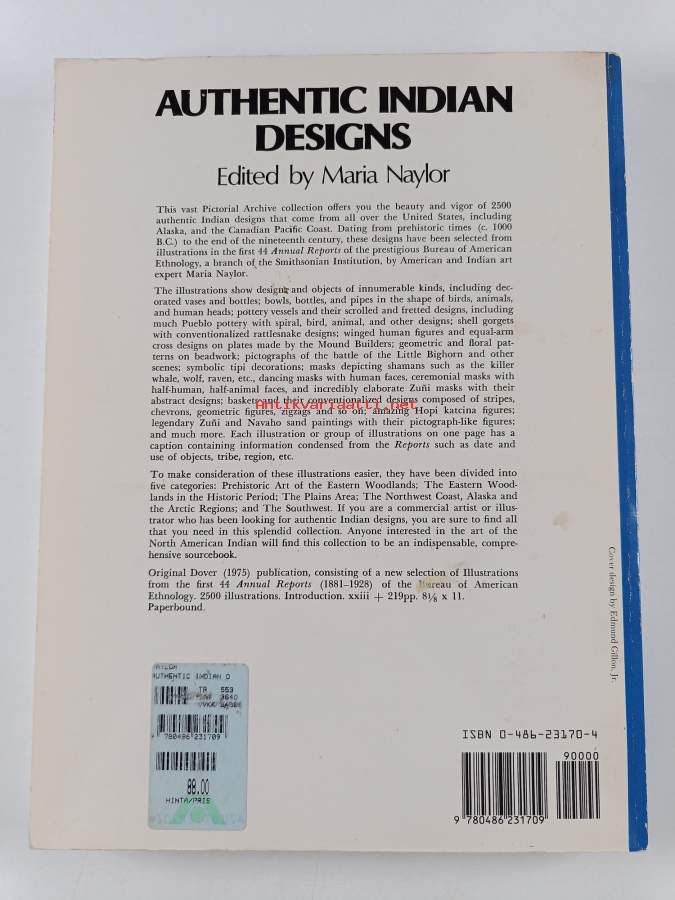 AUTHENTIC INDIAN
DESIGNS
Edited by Maria Naylor
This vast Pictorial Archive collection offers you the beauty and vigor of 2500
authentic Indian designs that come from all over the United States, including
Alaska, and the Canadian Pacific Coast. Dating from prehistoric times (c. 1000
B.C.) to the end of the nineteenth century, these designs have been selected from
illustrations in the first 44 Annual Reports of the prestigious Bureau of American
Ethnology, a branch of the Smithsonian Institution, by American and Indian art
expert Maria Naylor.
The illustrations show designs and objects of innumerable kinds, including dec-
orated vases and bottles; bowls, bottles, and pipes in the shape of birds, animals,
and human heads; pottery vessels and their scrolled and fretted designs, including
much Pueblo pottery with spiral, bird, animal, and other designs; shell gorgets
with conventionalized rattlesnake designs; winged human figures and equal-arm
cross designs on plates made by the Mound Builders; geometric and floral pat-
terns on beadwork; pictographs of the battle of the Little Bighorn and other
scenes; symbolic tipi decorations; masks depicting shamans such as the killer
whale, wolf, raven, etc., dancing masks with human faces, ceremonial masks with
half-human, half-animal faces, and incredibly elaborate Zuñi masks with their
abstract designs; baskets and their conventionalized designs composed of stripes,
chevrons, geometric figures, zigzags and so on; amazing Hopi katcina figures;
legendary Zuñi and Navaho sand paintings with their pictograph-like figures;
and much more. Each illustration or group of illustrations on one page has a
caption containing information condensed from the Reports such as date and
use of objects, tribe, region, etc.
To make consideration of these illustrations easier, they have been divided into
five categories: Prehistoric Art of the Eastern Woodlands; The Eastern Wood-
lands in the Historic Period; The Plains Area; The Northwest Coast, Alaska and
the Arctic Regions; and The Southwest. If you are a commercial artist or illus-
trator who has been looking for authentic Indian designs, you are sure to find all
that you need in this splendid collection. Anyone interested in the art of the
North American Indian will find this collection to be an indispensable, compre-
hensive sourcebook.
Original Dover (1975) publication, consisting of a new selection of Illustrations
from the first 44 Annual Reports (1881–1928) of the Bureau of American
Ethnology. 2500 illustrations. Introduction. xxiii + 219pp. 8⅛ x 11.
Paperbound.
Antikvariaatti.net
Cover design by Edmund Gillon, Jr.
NAYLOR
AUTHENTIC INDIAN D
TR 553
3640
9 780486 231709
88.00
HINTA/PRIS
ISBN 0-486-23170-4
90000
9 780486 231709